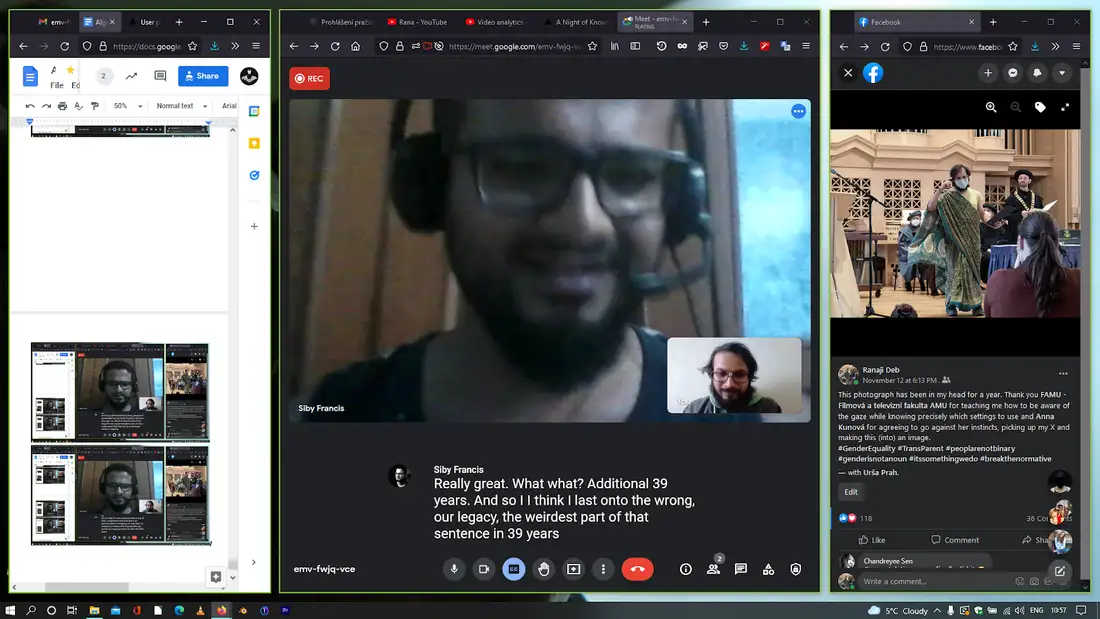 emv-f
Alg
User p
https://docs.google
A
File
Ed
2
Share
50%
Normal text
Arial
Prohlášení praž
Rana - YouTube
Video analytics -
A Night of Know
Meet - emv-fw
PLAYING
https://meet.google.com/emv-fwjq-v
REC
Siby Francis
Siby Francis
Really great. What what? Additional 39
years. And so I I think I last onto the wrong,
our legacy, the weirdest part of that
sentence in 39 years
emv-fwjq-vce
2
Facebook
https://www.facebo
Ranaji Deb
November 12 at 6:13 PM
This photograph has been in my head for a year. Thank you FAMU -
Filmová a televizní fakulta AMU for teaching me how to be aware of
the gaze while knowing precisely which settings to use and Anna
Kunová for agreeing to go against her instincts, picking up my X and
making this (into) an image.
#GenderEquality #TransParent #peoplarenotbinary
#genderisnotanoun #itssomethingwedo #breakthenormative
— with Urša Prah.
Edit
118
36 Co
Like
Comment
Sha
Chandreyee Sen
Write a comment...
5°C Cloudy
ENG
10:57